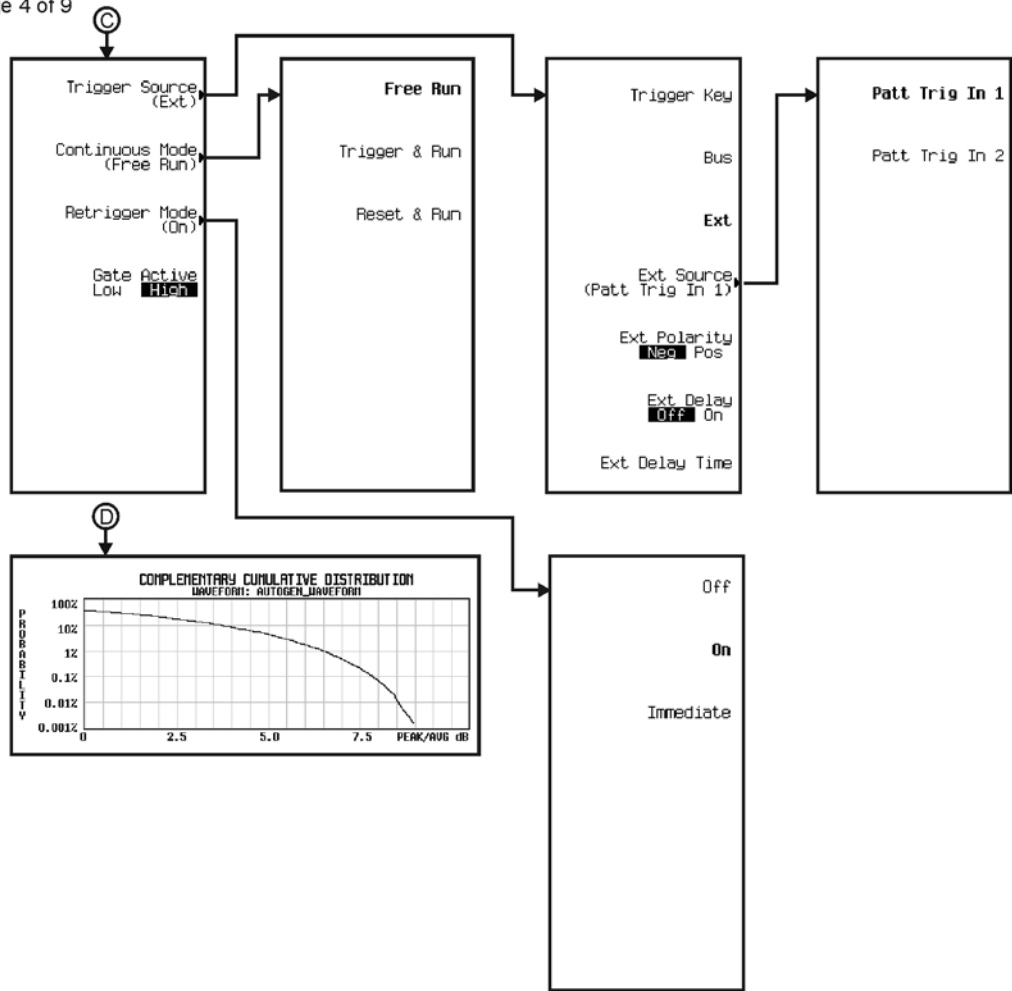 e 4 of 9
C
Trigger Source
(Ext)
Continuous Mode
(Free Run)
Retrigger Mode
(On)
Gate Active
Low High
Free Run
Trigger & Run
Reset & Run
Trigger Key
Bus
Ext
Ext Source
(Patt Trig In 1)
Ext Polarity
Neg Pos
Ext Delay
Off On
Ext Delay Time
Patt Trig In 1
Patt Trig In 2
D
COMPLEMENTARY CUMULATIVE DISTRIBUTION
WAVEFORM: AUTOGEN_WAVEFORM
PROBABILITY
100%
10%
1%
0.1%
0.01%
0.001%
0 2.5 5.0 7.5 PEAK/AVG dB
Off
On
Immediate